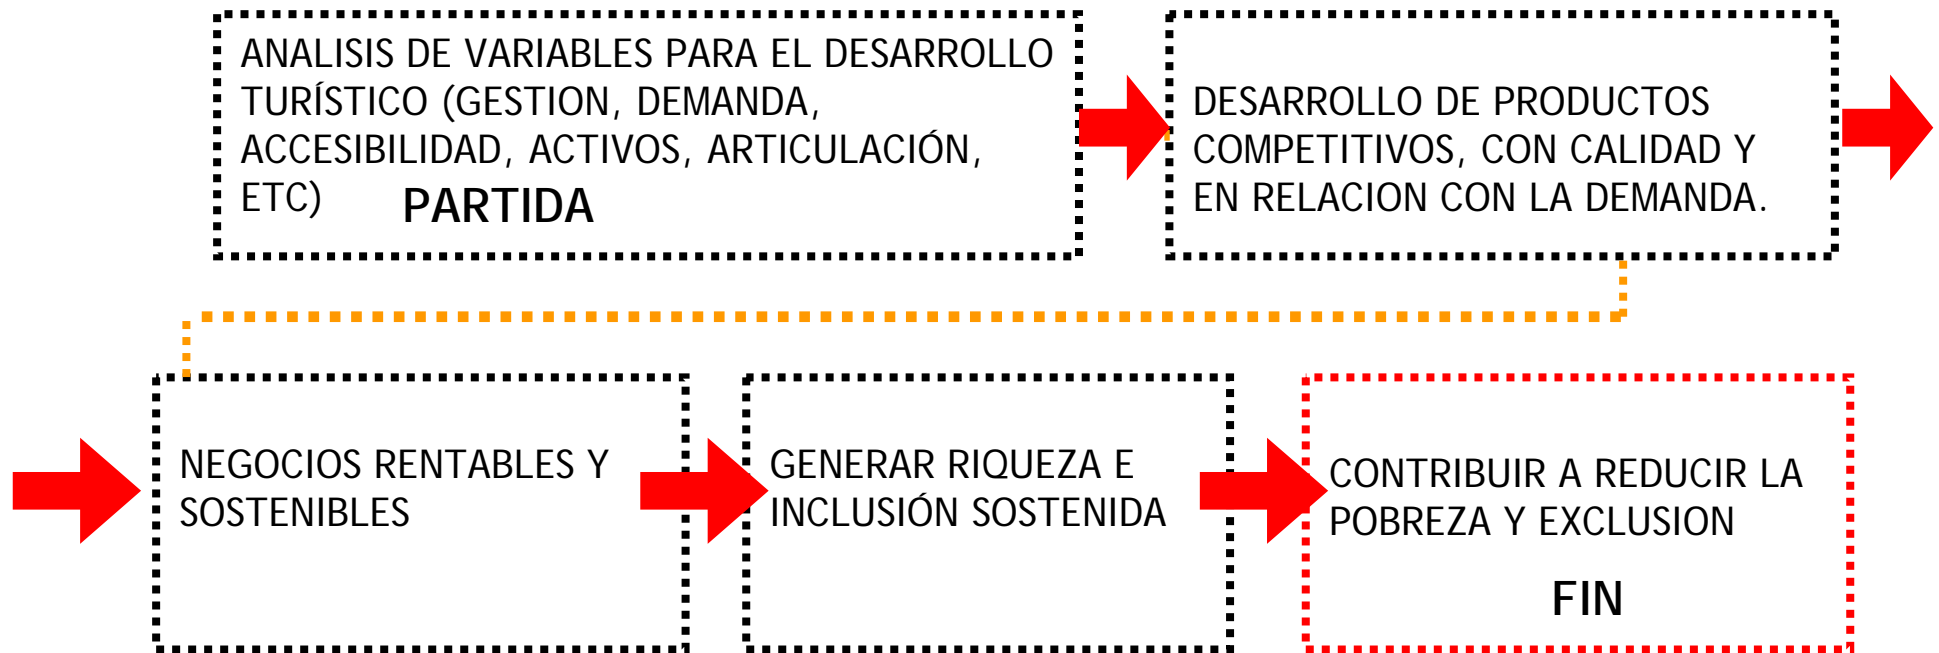 ANALISIS DE VARIABLES PARA EL DESARROLLO
TURÍSTICO (GESTION, DEMANDA,
ACCESIBILIDAD, ACTIVOS, ARTICULACIÓN,
ETC) PARTIDA
DESARROLLO DE PRODUCTOS
COMPETITIVOS, CON CALIDAD Y
EN RELACION CON LA DEMANDA.
NEGOCIOS RENTABLES Y
SOSTENIBLES
GENERAR RIQUEZA E
INCLUSIÓN SOSTENIDA
CONTRIBUIR A REDUCIR LA
POBREZA Y EXCLUSION
FIN